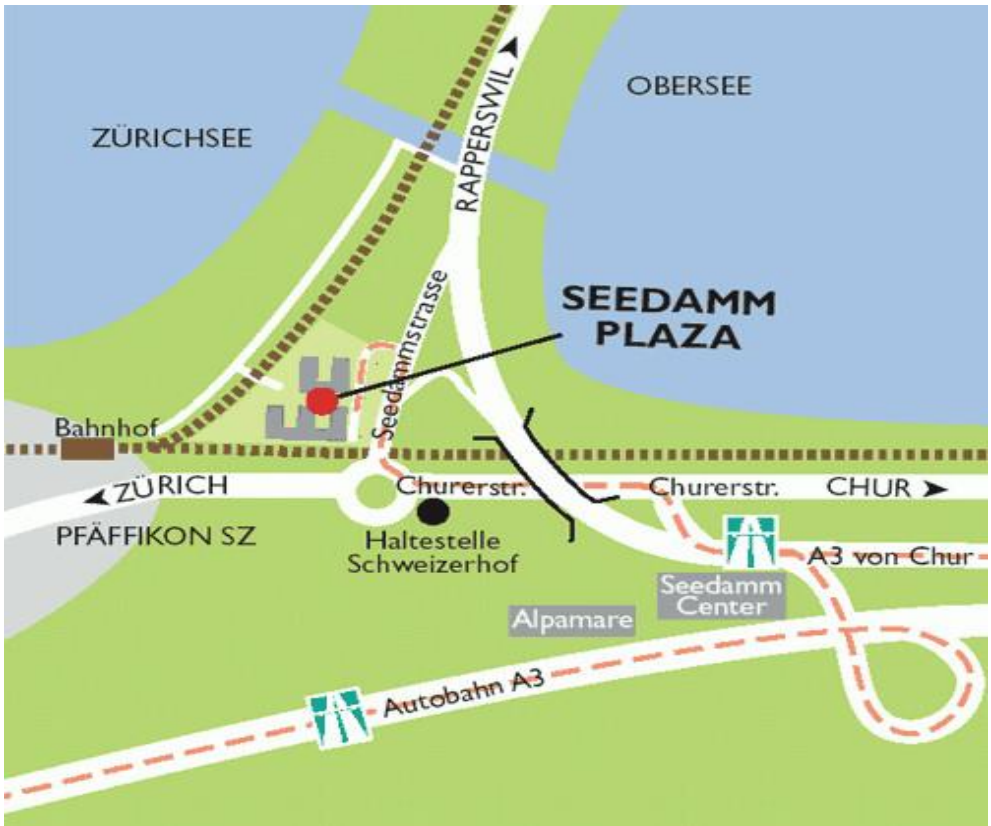 OBERSEE
ZÜRICHSEE
RAPPERSWIL
SEEDAMM
PLAZA
Seedammstrasse
Bahnhof
ZÜRICH
Churerstr.
Churerstr.
CHUR
PFÄFFIKON SZ
Haltestelle
Schweizerhof
A3 von Chur
Seedamm
Center
Alpamare
Autobahn A3